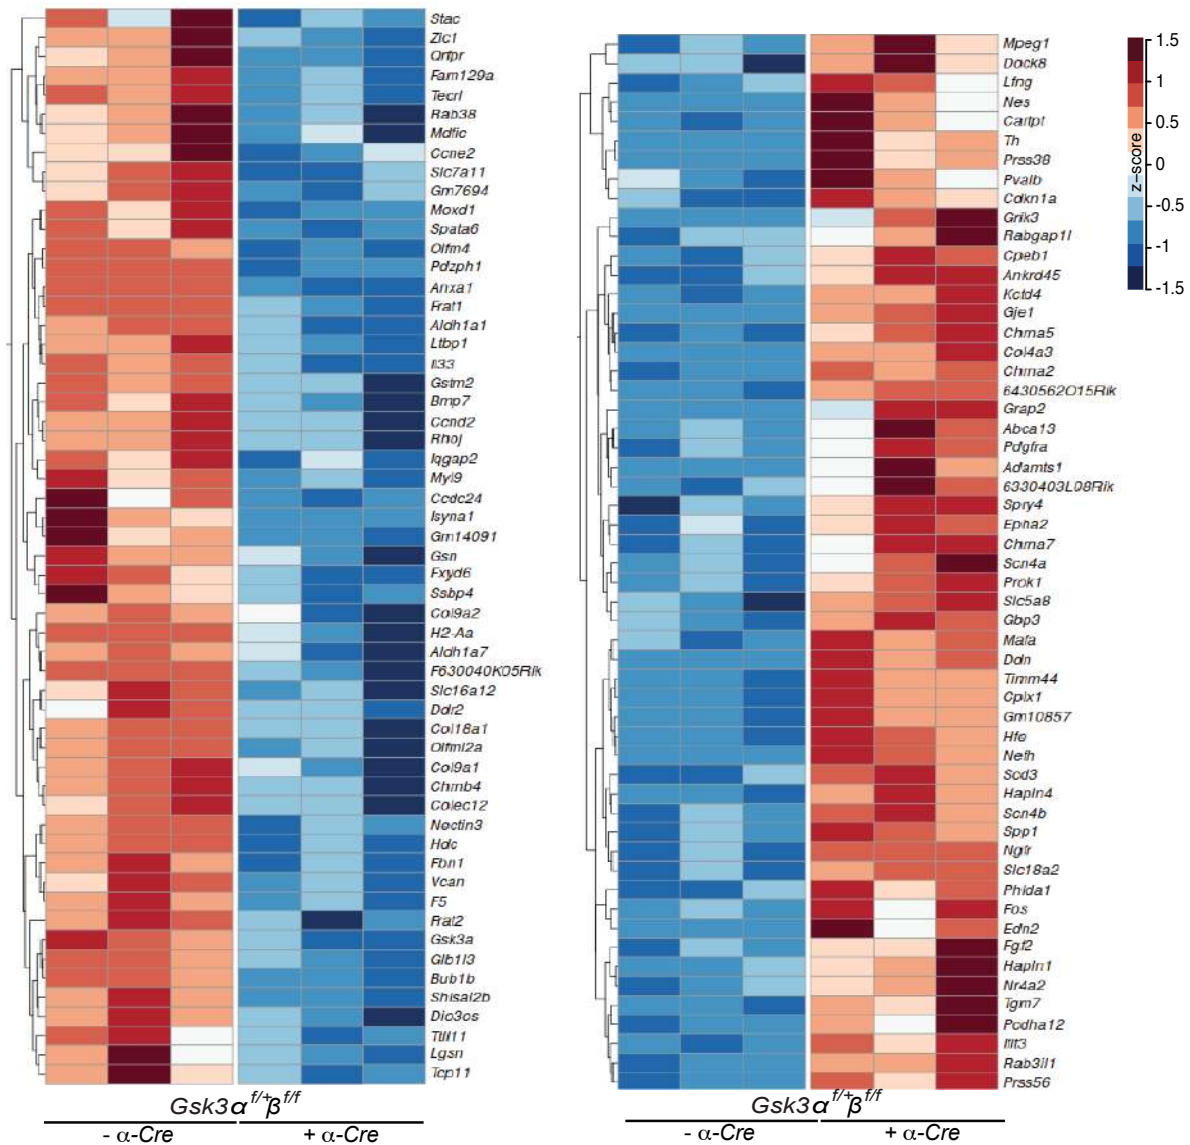 Stac
Zic1
Qrfpr
Fam129a
Tecrl
Rab38
Mdfic
Ccne2
Slc7a11
Gm7694
Moxd1
Spata6
Olfm4
Pdzph1
Anxa1
Frat1
Aldh1a1
Ltbp1
Il33
Gstm2
Bmp7
Ccnd2
Rhoj
Iqgap2
Myl9
Ccdc24
Isyna1
Gm14091
Gsn
Fxyd6
Ssbp4
Col9a2
H2-Aa
Aldh1a7
F630040K05Rik
Slc16a12
Ddr2
Col18a1
Olfml2a
Col9a1
Chrnb4
Colec12
Nectin3
Hdc
Fbn1
Vcan
F5
Frat2
Gsk3a
Glb1l3
Bub1b
Shisal2b
Dio3os
Ttll11
Lgsn
Tcp11
Gsk3α^f/+β^f/f
- α-Cre + α-Cre
Mpeg1
Dock8
Lfng
Nes
Cartpt
Th
Prss38
Pvalb
Cdkn1a
Grik3
Rabgap1l
Cpeb1
Ankrd45
Kctd4
Gje1
Chrna5
Col4a3
Chrna2
6430562O15Rik
Grap2
Abca13
Pdgfra
Adamts1
6330403L08Rik
Spry4
Epha2
Chrna7
Scn4a
Prok1
Slc5a8
Gbp3
Mafa
Ddn
Timm44
Cplx1
Gm10857
Hfe
Nefh
Scd3
Hapln4
Scn4b
Spp1
Ngfr
Slc18a2
Phlda1
Fos
Edn2
Fgf2
Hapln1
Nr4a2
Tgm7
Pcdha12
Ifit3
Rab3il1
Prss56
Gsk3α^f/+β^f/f
- α-Cre + α-Cre
z-score
1.5
1
0.5
0
-0.5
-1
-1.5